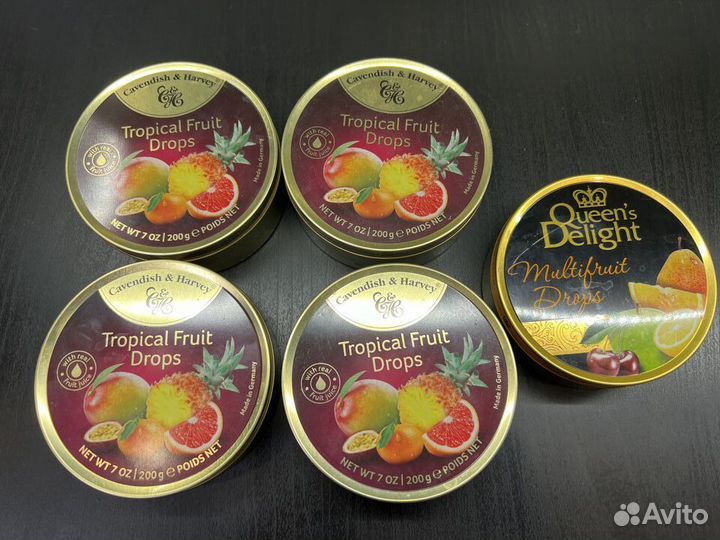 Cavendish & Harvey
C&H
Tropical Fruit
Drops
with real
fruit juice
Made in Germany
NET WT 7 OZ | 200g ℮ POIDS NET
Cavendish & Harvey
C&H
Tropical Fruit
Drops
with real
fruit juice
Made in Germany
NET WT 7 OZ | 200g ℮ POIDS NET
Queen's
Delight
Multifruit
Drops
Cavendish & Harvey
C&H
Tropical Fruit
Drops
with real
fruit juice
Made in Germany
NET WT 7 OZ | 200g ℮ POIDS NET
Cavendish & Harvey
C&H
Tropical Fruit
Drops
with real
fruit juice
Made in Germany
NET WT 7 OZ | 200g ℮ POIDS NET
Avito